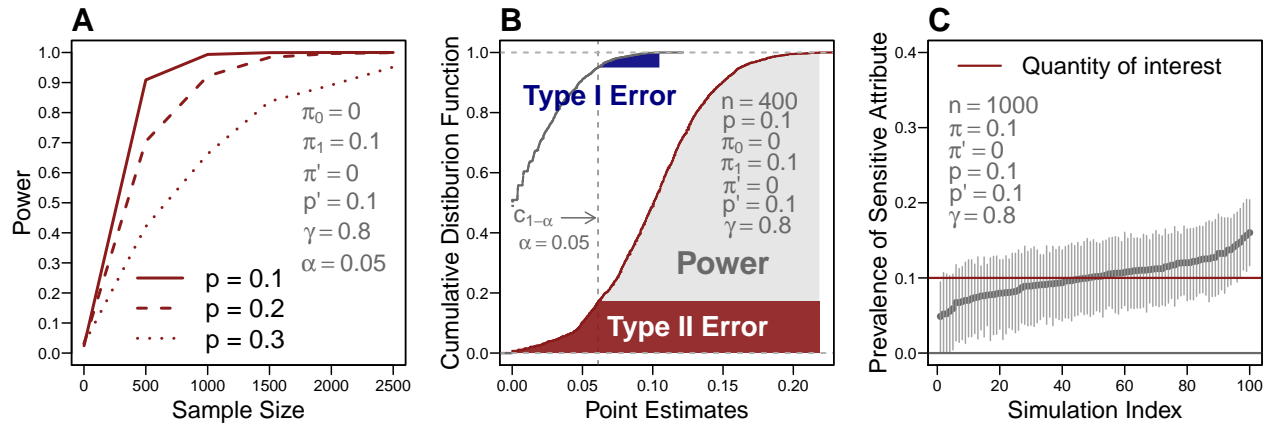 A
Power
1.0
0.9
0.8
0.7
0.6
0.5
0.4
0.3
0.2
0.1
0.0
π₀ = 0
π₁ = 0.1
π' = 0
p' = 0.1
γ = 0.8
α = 0.05
p = 0.1
p = 0.2
p = 0.3
0 500 1000 1500 2000 2500
Sample Size
B
Cumulative Distiburion Function
1.0
0.8
0.6
0.4
0.2
0.0
Type I Error
n = 400
p = 0.1
π₀ = 0
π₁ = 0.1
π' = 0
p' = 0.1
γ = 0.8
c₁₋α
α = 0.05
Power
Type II Error
0.00 0.05 0.10 0.15 0.20
Point Estimates
C
Prevalence of Sensitive Attribute
0.4
0.3
0.2
0.1
0.0
Quantity of interest
n = 1000
π = 0.1
π' = 0
p = 0.1
p' = 0.1
γ = 0.8
0 20 40 60 80 100
Simulation Index